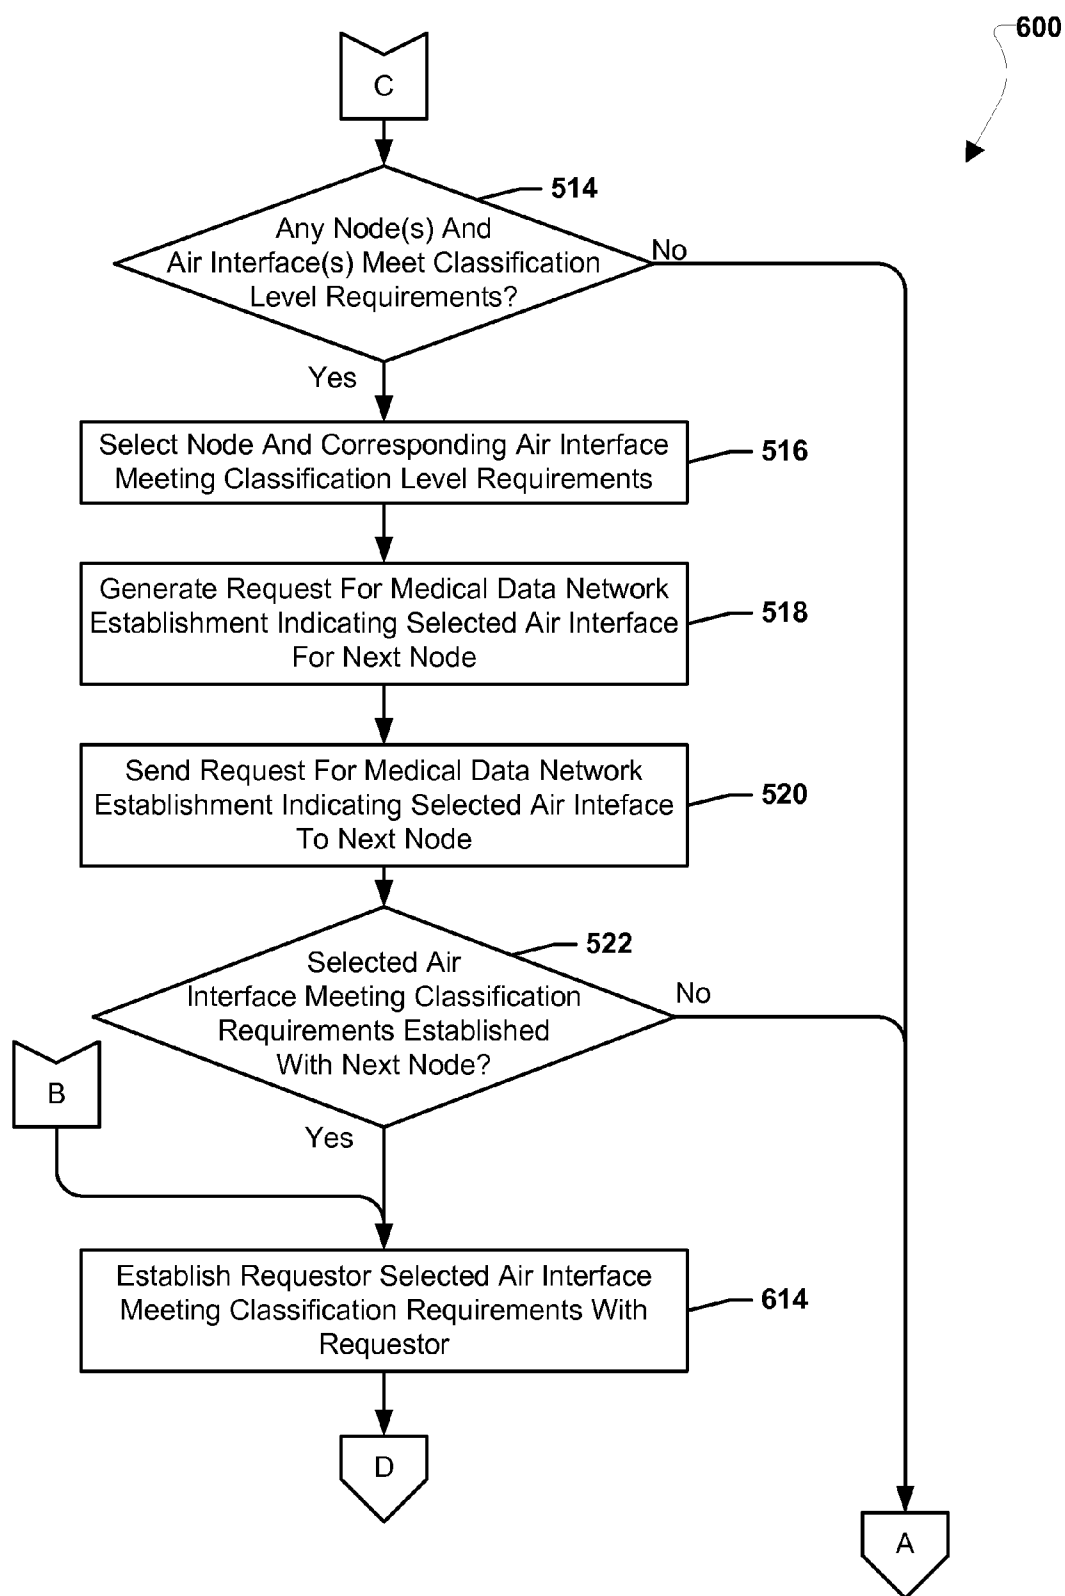 600
C
514
Any Node(s) And
Air Interface(s) Meet Classification
Level Requirements?
No
Yes
Select Node And Corresponding Air Interface
Meeting Classification Level Requirements
516
Generate Request For Medical Data Network
Establishment Indicating Selected Air Interface
For Next Node
518
Send Request For Medical Data Network
Establishment Indicating Selected Air Inteface
To Next Node
520
522
Selected Air
Interface Meeting Classification
Requirements Established
With Next Node?
No
B
Yes
Establish Requestor Selected Air Interface
Meeting Classification Requirements With
Requestor
614
D
A